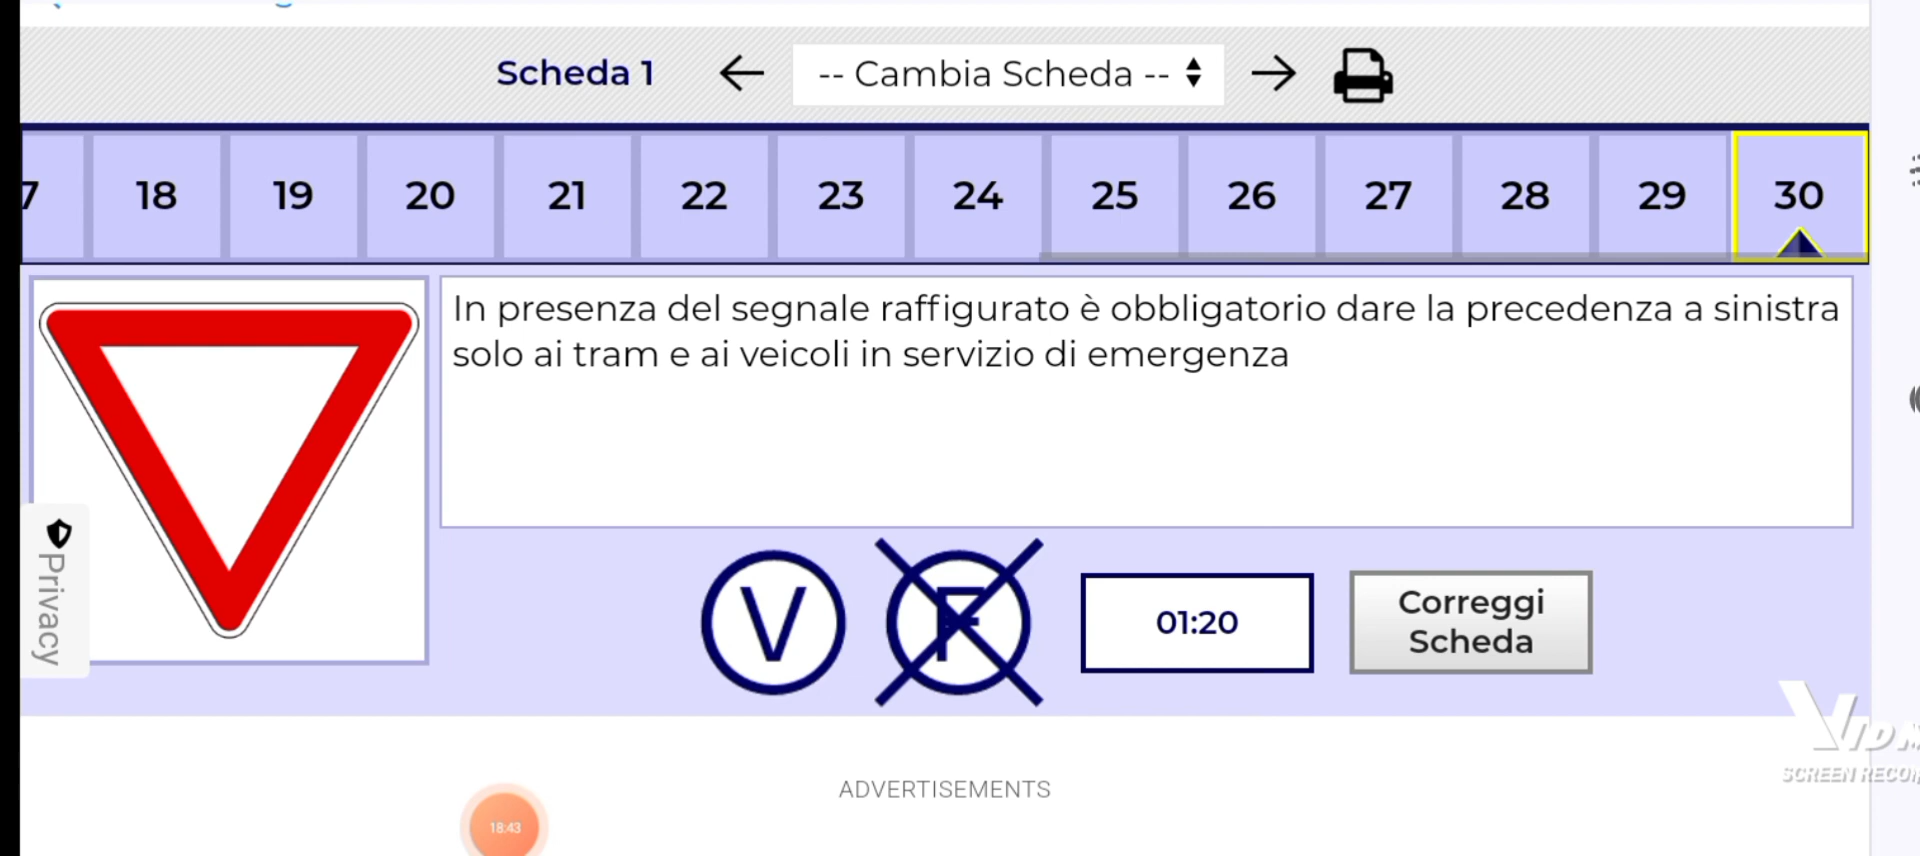 Scheda 1
-- Cambia Scheda --
7 18 19 20 21 22 23 24 25 26 27 28 29 30
In presenza del segnale raffigurato è obbligatorio dare la precedenza a sinistra
solo ai tram e ai veicoli in servizio di emergenza
Privacy
V F 01:20 Correggi
Scheda
ADVERTISEMENTS
SCREEN
18:43